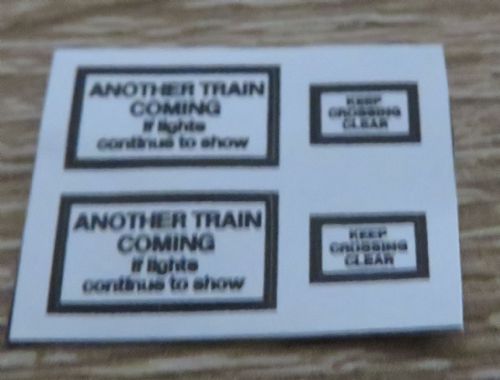 ANOTHER TRAIN
COMING
if lights
continue to show
KEEP
CROSSING
CLEAR
ANOTHER TRAIN
COMING
if lights
continue to show
KEEP
CROSSING
CLEAR